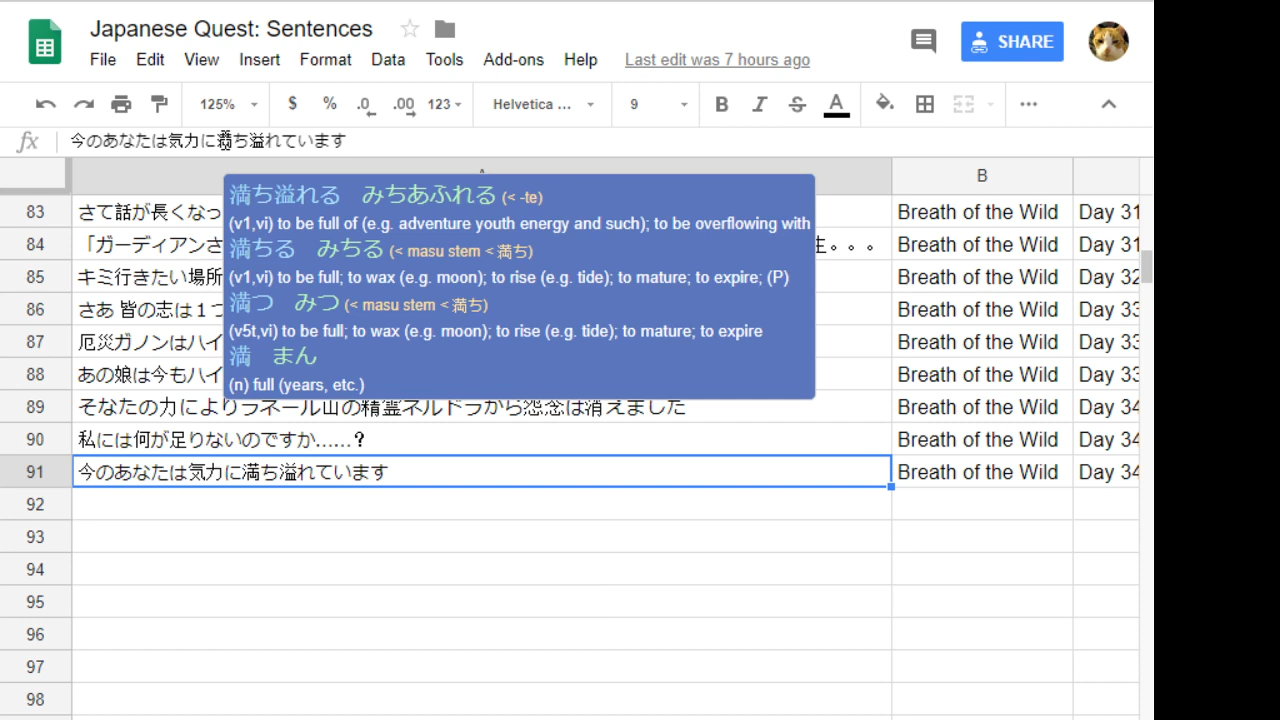 Japanese Quest: Sentences
File Edit View Insert Format Data Tools Add-ons Help Last edit was 7 hours ago
SHARE
125% $ % .0 .00 123 Helvetica ... 9 B I S A ...
fx 今のあなたは気力に満ち溢れています
満ち溢れる みちあふれる (< -te)
(v1,vi) to be full of (e.g. adventure youth energy and such); to be overflowing with
満ちる みちる (< masu stem < 満ち)
(v1,vi) to be full; to wax (e.g. moon); to rise (e.g. tide); to mature; to expire; (P)
満つ みつ (< masu stem < 満ち)
(v5t,vi) to be full; to wax (e.g. moon); to rise (e.g. tide); to mature; to expire
満 まん
(n) full (years, etc.)
B
83 さて話が長くなっ Breath of the Wild Day 31
84 「ガーディアンさ 生。。。 Breath of the Wild Day 31
85 キミ行きたい場所 Breath of the Wild Day 32
86 さあ 皆の志は１つ Breath of the Wild Day 33
87 厄災ガノンはハイ Breath of the Wild Day 33
88 あの娘は今もハイ Breath of the Wild Day 33
89 そなたの力によりラネール山の精霊ネルドラから怨念は消えました Breath of the Wild Day 34
90 私には何が足りないのですか……？ Breath of the Wild Day 34
91 今のあなたは気力に満ち溢れています Breath of the Wild Day 34
92
93
94
95
96
97
98